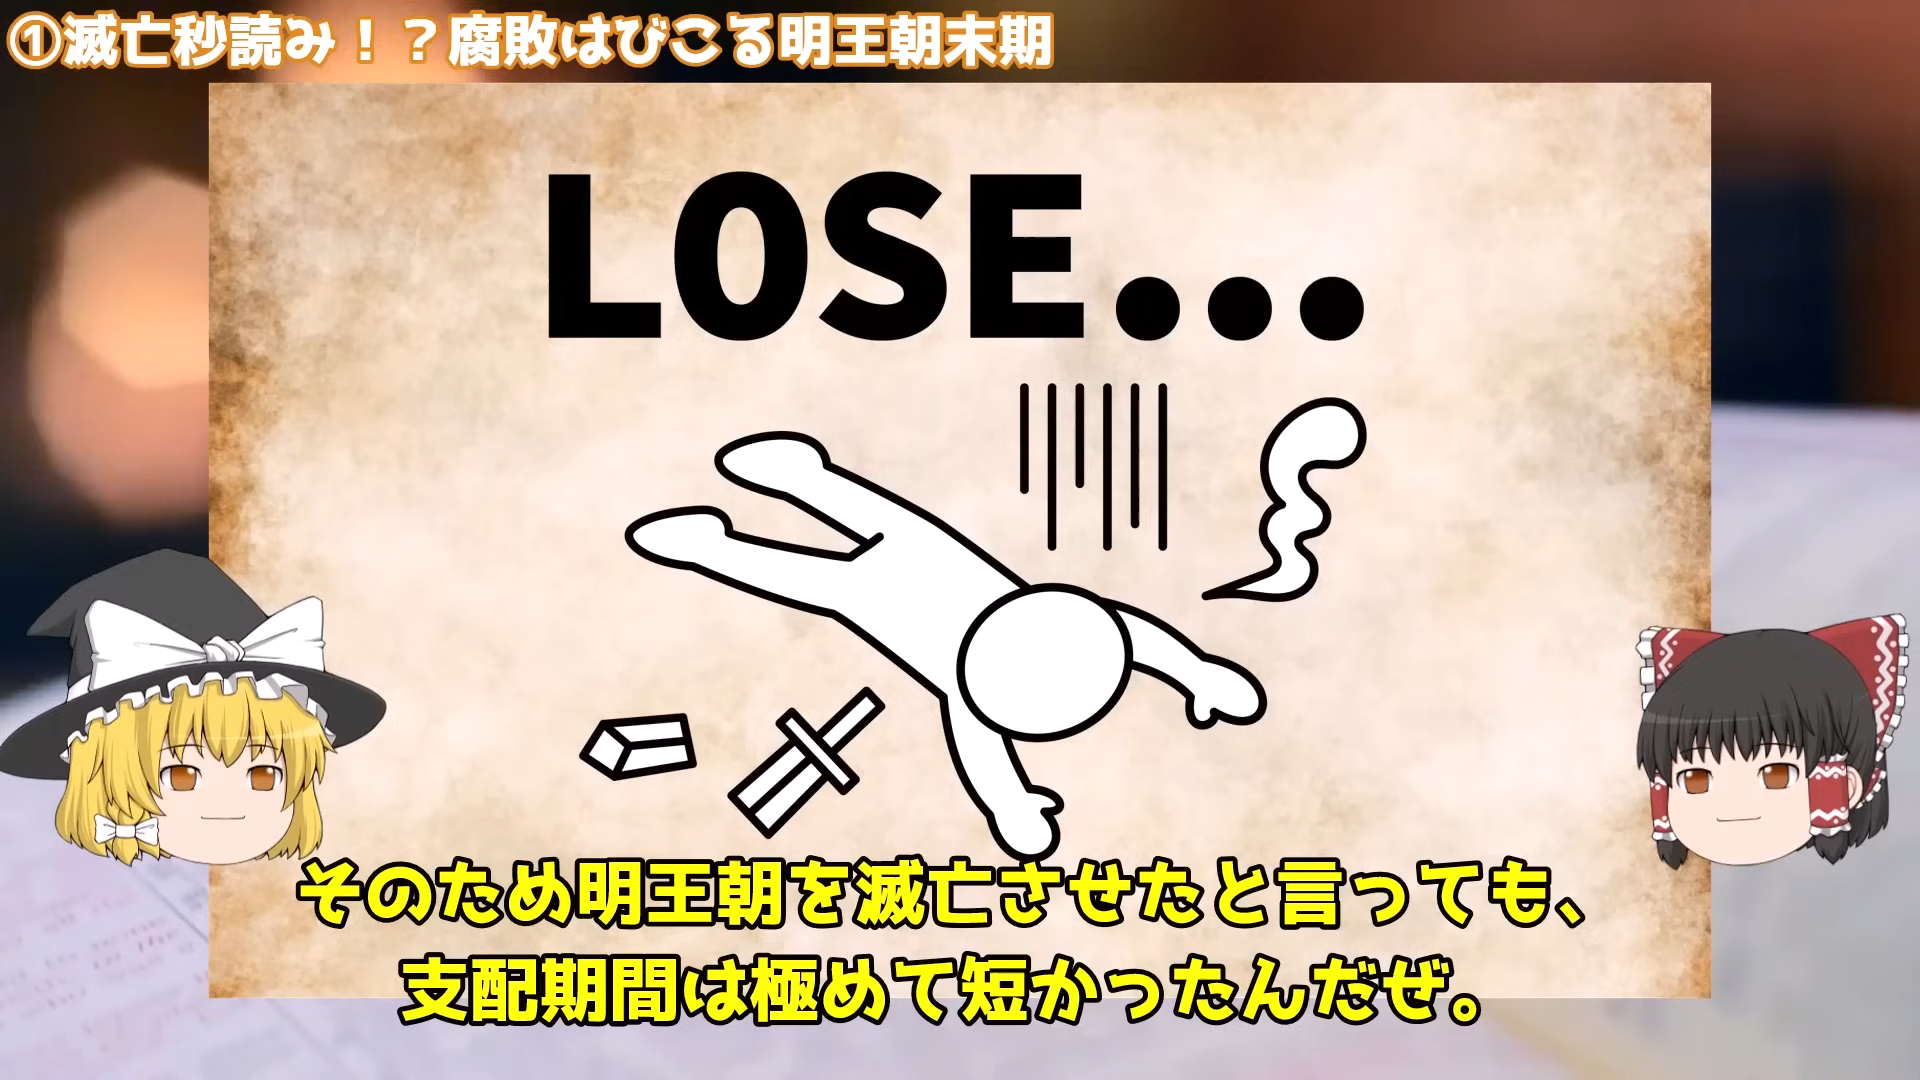 ①滅亡秒読み！？腐敗はびこる明王朝末期
LOSE...
そのため明王朝を滅亡させたと言っても、
支配期間は極めて短かったんだぜ。